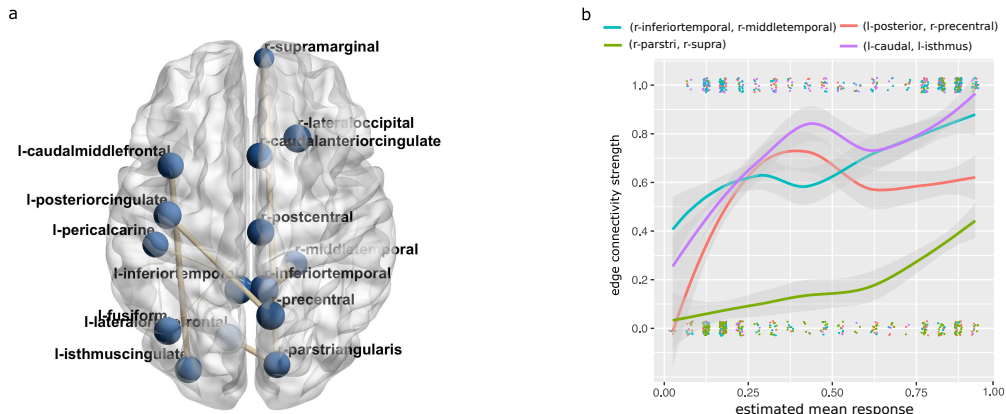 a
r-supramarginal
r-lateraloccipital
r-caudalanteriorcingulate
l-caudalmiddlefrontal
l-posteriorcingulate
r-postcentral
l-pericalcarine
r-middletemporal
l-inferiortemporal
r-inferiortemporal
r-precentral
l-fusiform
l-lateralorbitofrontal
r-parstriangularis
l-isthmuscingulate
b
(r-inferiortemporal, r-middletemporal)
(l-posterior, r-precentral)
(r-parstri, r-supra)
(l-caudal, l-isthmus)
edge connectivity strength
1.0
0.8
0.6
0.4
0.2
0.0
0.00 0.25 0.50 0.75 1.00
estimated mean response